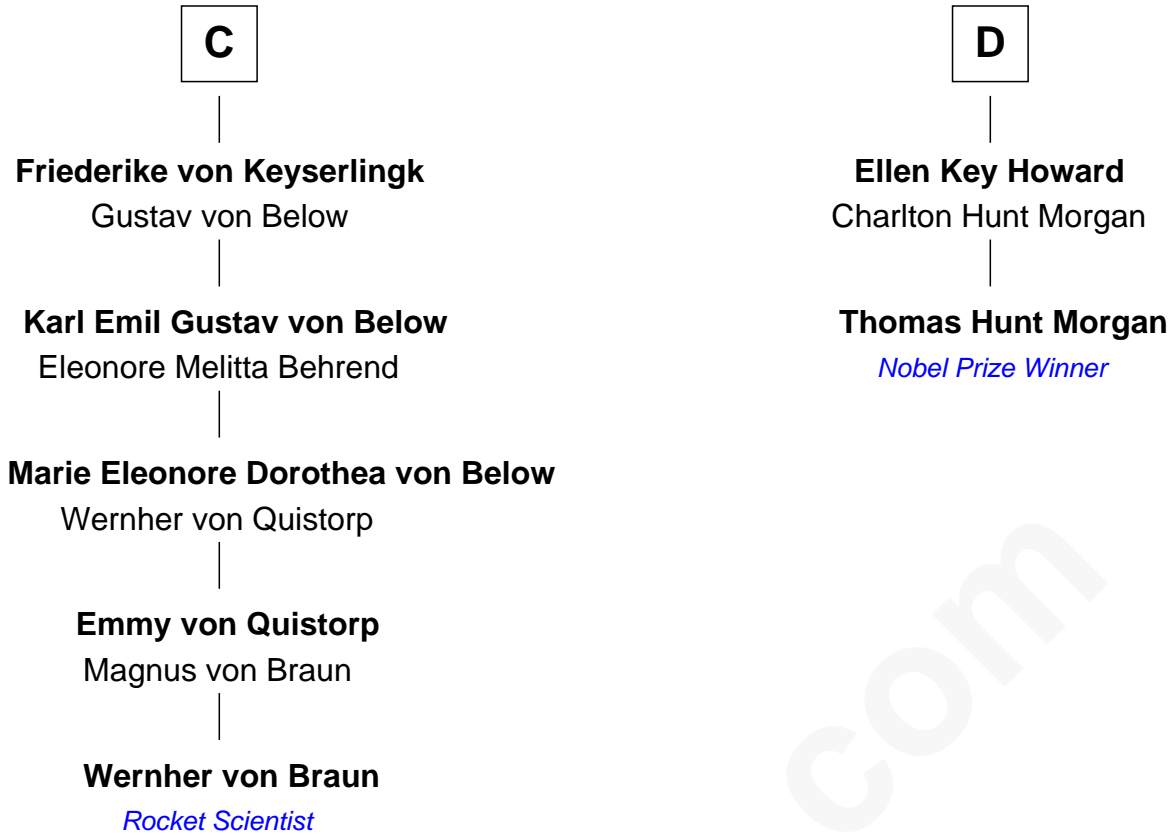 C
Friederike von Keyserlingk
Gustav von Below
Karl Emil Gustav von Below
Eleonore Melitta Behrend
Marie Eleonore Dorothea von Below
Wernher von Quistorp
Emmy von Quistorp
Magnus von Braun
Wernher von Braun
Rocket Scientist
D
Ellen Key Howard
Charlton Hunt Morgan
Thomas Hunt Morgan
Nobel Prize Winner
com